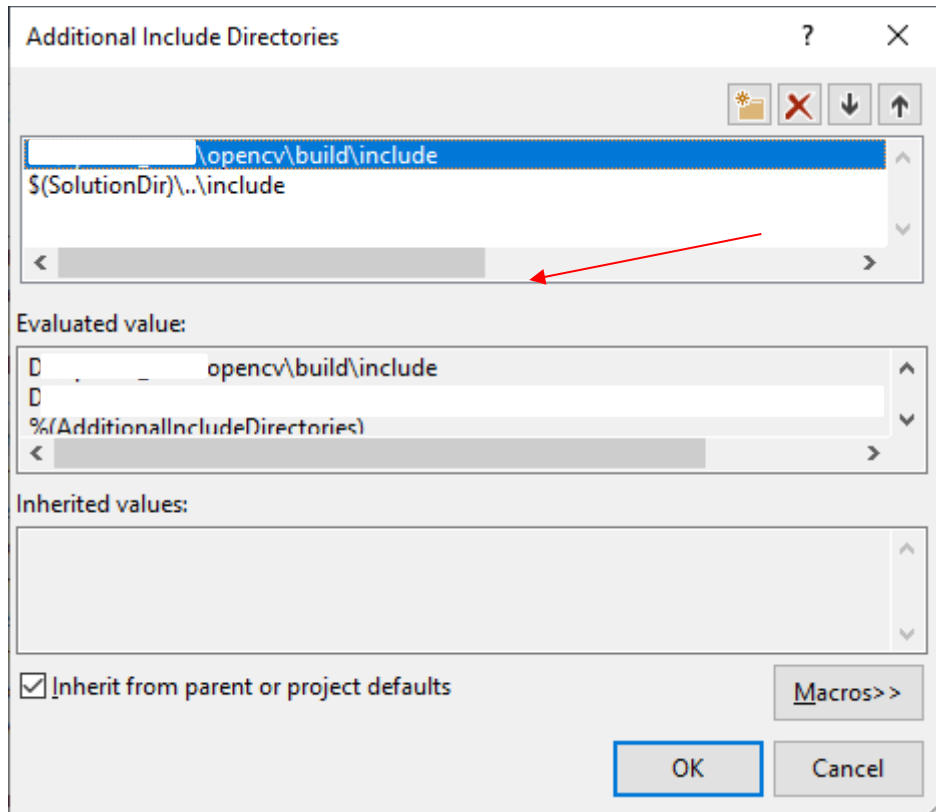 Additional Include Directories
\opencv\build\include
$(SolutionDir)\..\include
Evaluated value:
D opencv\build\include
D
%(AdditionalIncludeDirectories)
Inherited values:
Inherit from parent or project defaults
Macros>>
OK
Cancel